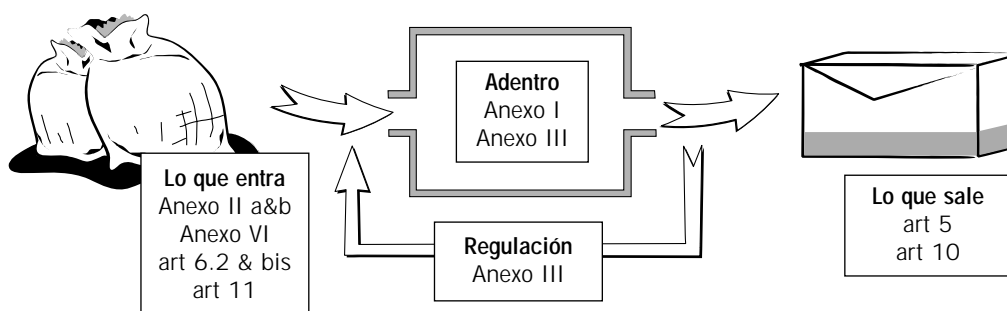 Lo que entra
Anexo II a&b
Anexo VI
art 6.2 & bis
art 11
Adentro
Anexo I
Anexo III
Regulación
Anexo III
Lo que sale
art 5
art 10